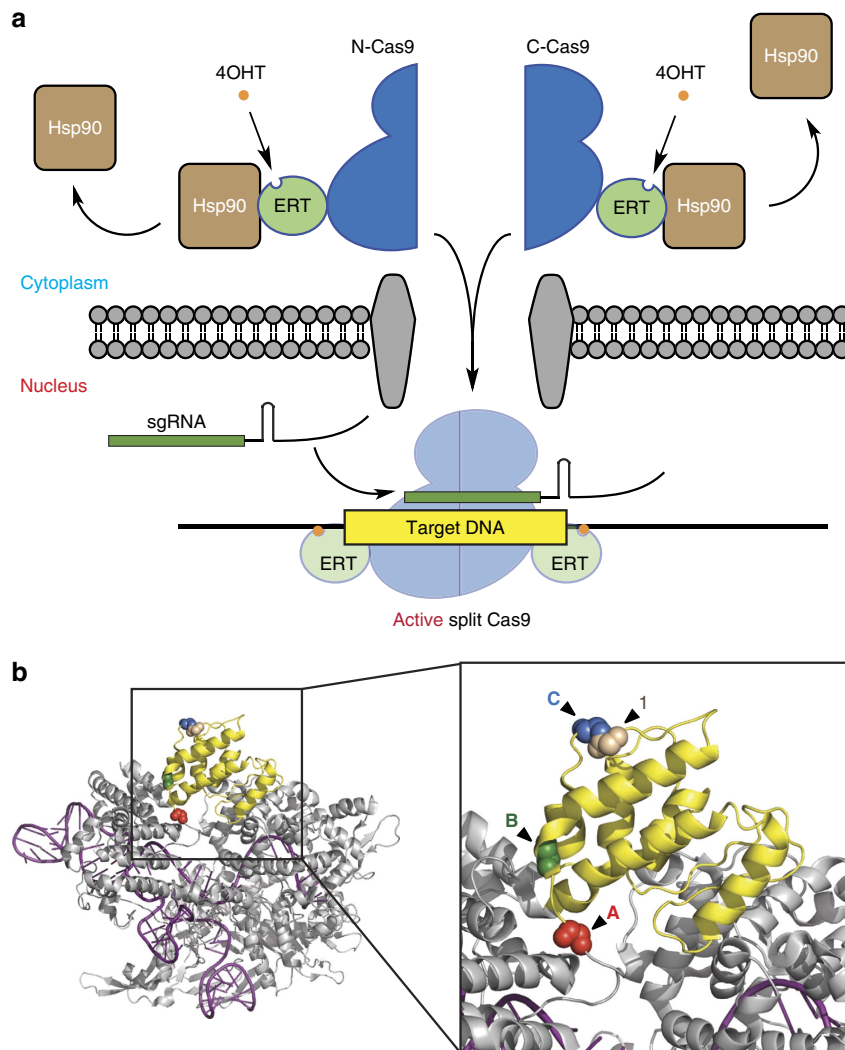 a
N-Cas9
C-Cas9
4OHT
4OHT
Hsp90
Hsp90
Hsp90
ERT
ERT
Hsp90
Cytoplasm
Nucleus
sgRNA
Target DNA
ERT
ERT
Active split Cas9
b
C
1
B
A